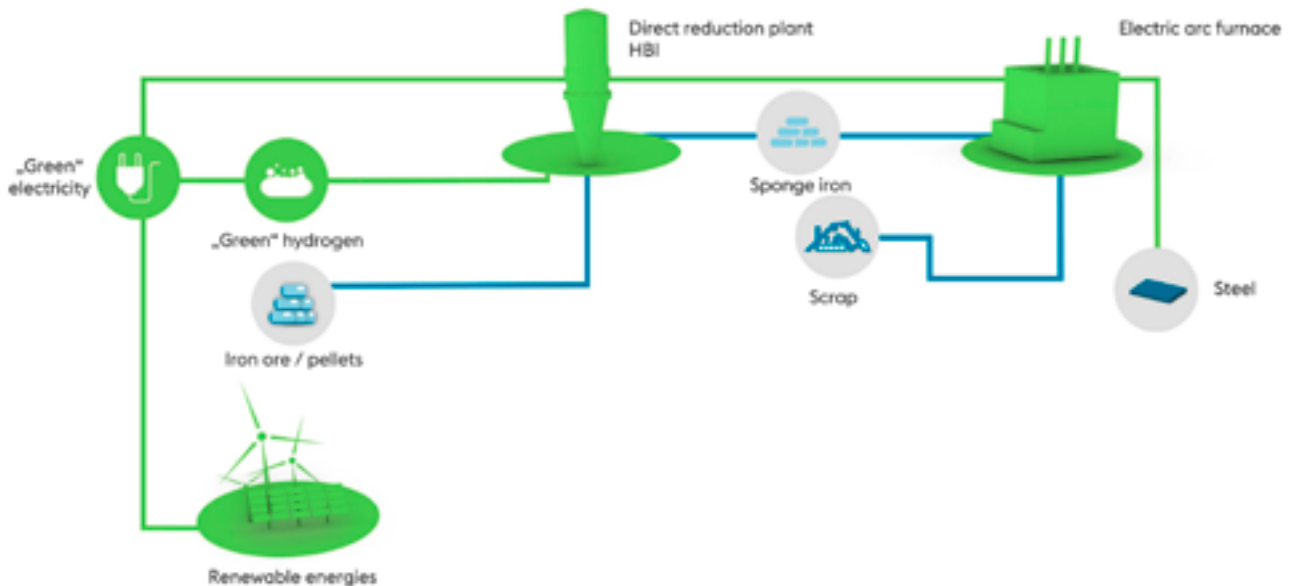 Direct reduction plant
HBI
Electric arc furnace
„Green“
electricity
„Green“ hydrogen
Sponge iron
Scrap
Steel
Iron ore / pellets
Renewable energies